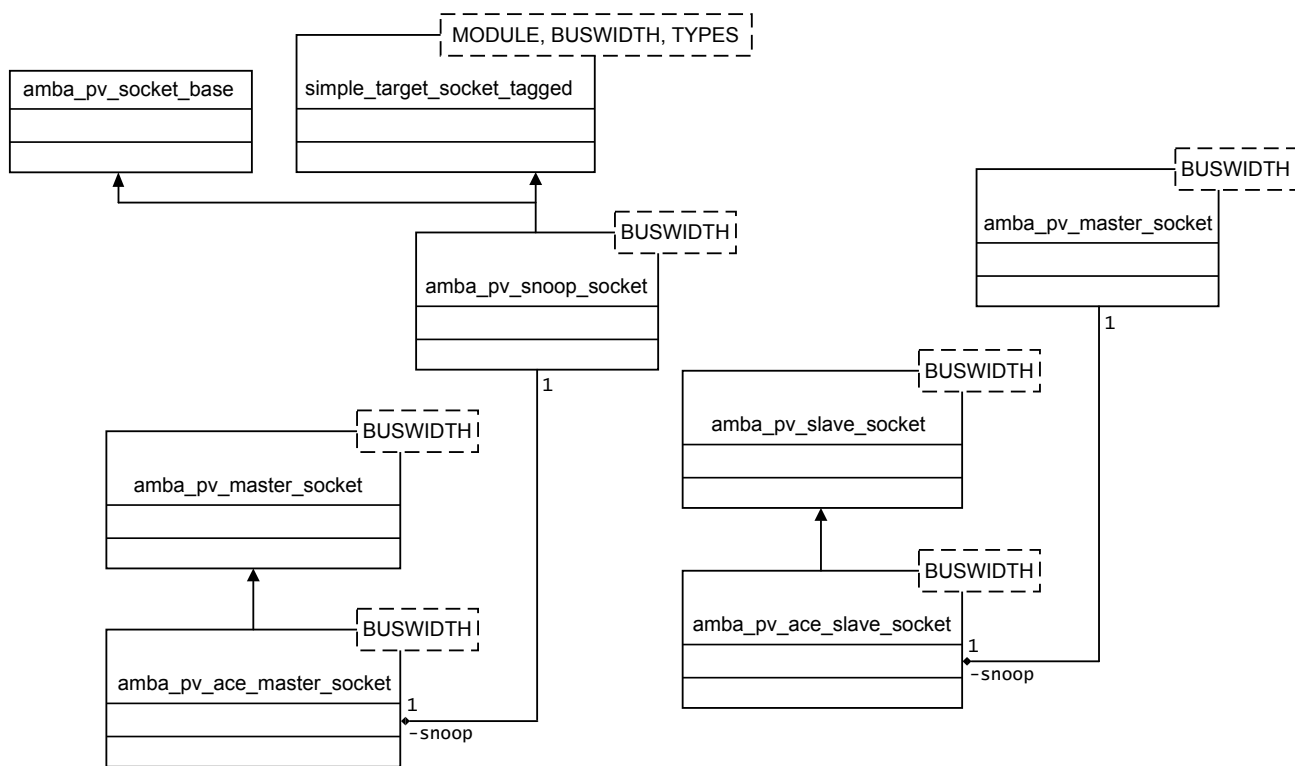 MODULE, BUSWIDTH, TYPES
amba_pv_socket_base
simple_target_socket_tagged
BUSWIDTH
amba_pv_master_socket
BUSWIDTH
amba_pv_snoop_socket
1
1
BUSWIDTH
amba_pv_slave_socket
BUSWIDTH
amba_pv_master_socket
BUSWIDTH
amba_pv_ace_slave_socket
1
-snoop
BUSWIDTH
amba_pv_ace_master_socket
1
-snoop